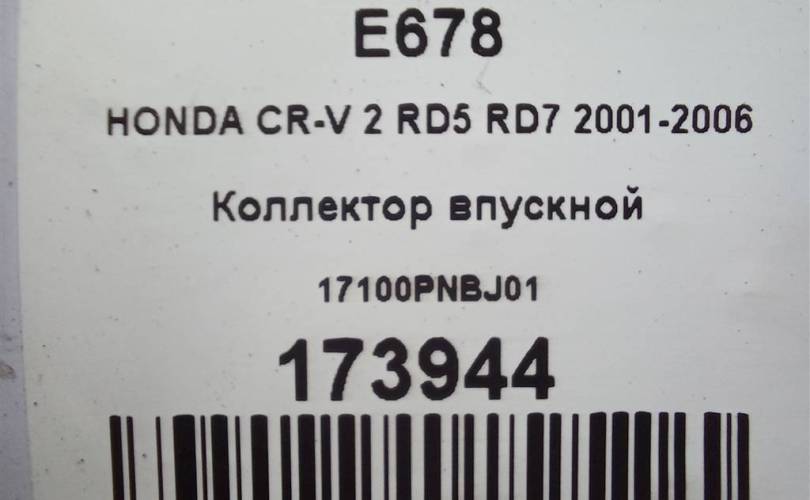 E678
HONDA CR-V 2 RD5 RD7 2001-2006
Коллектор впускной
17100PNBJ01
173944